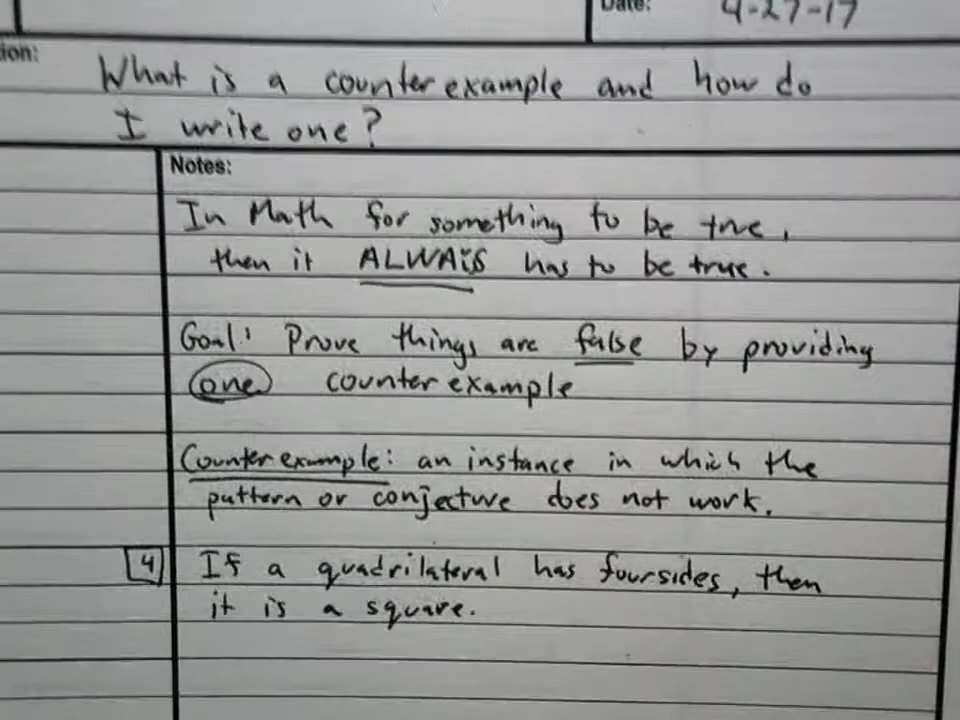 Date: 4-27-17
ion: What is a counter example and how do
I write one?
Notes:
In Math for something to be true,
then it ALWAYS has to be true.
Goal: Prove things are false by providing
one counter example
Counter example: an instance in which the
pattern or conjecture does not work.
4 If a quadrilateral has four sides, then
it is a square.